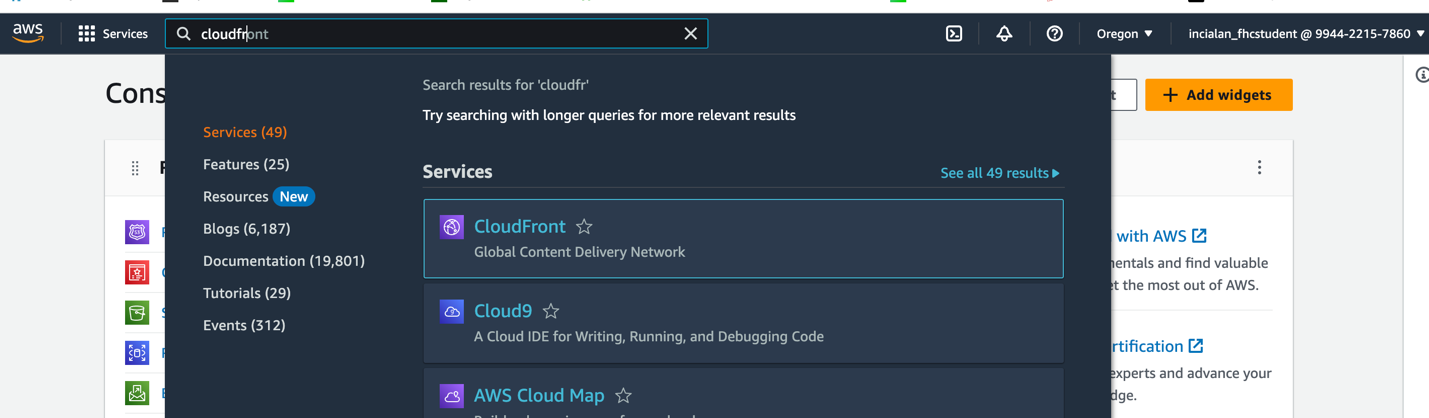 aws
Services
cloudfront
Oregon
incialan_fhcstudent @ 9944-2215-7860
Cons
Add widgets
Search results for 'cloudfr'
Try searching with longer queries for more relevant results
Services (49)
Features (25)
Resources New
Blogs (6,187)
Documentation (19,801)
Tutorials (29)
Events (312)
Services
See all 49 results
CloudFront
Global Content Delivery Network
Cloud9
A Cloud IDE for Writing, Running, and Debugging Code
AWS Cloud Map
with AWS
nentals and find valuable
et the most out of AWS.
rtification
experts and advance your
dge.